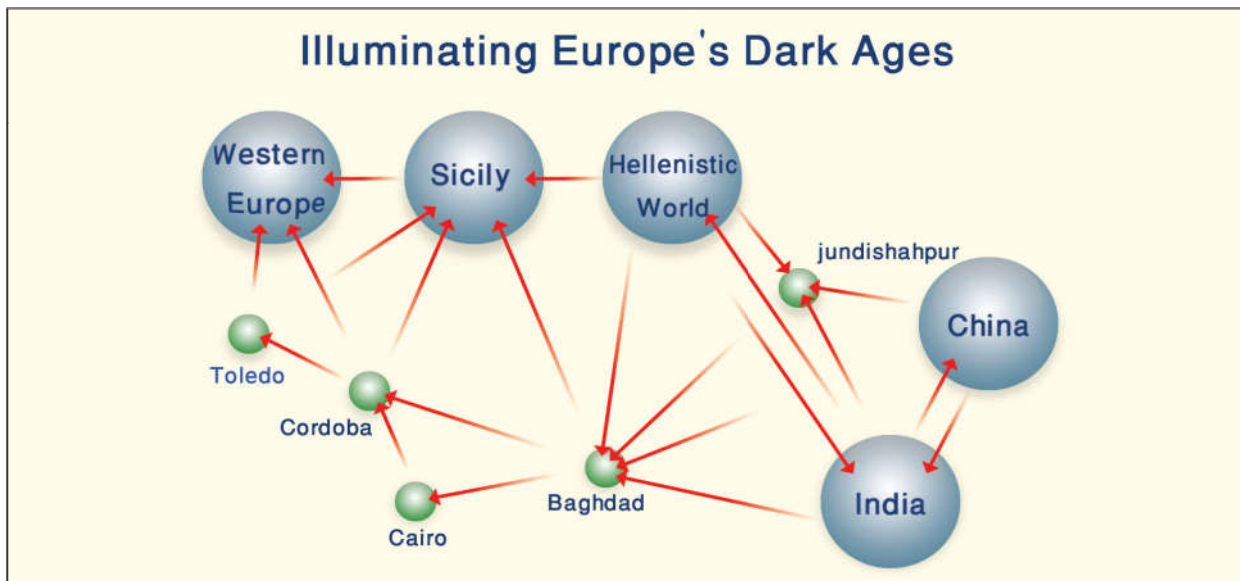 Illuminating Europe's Dark Ages
Western
Europe
Sicily
Hellenistic
World
jundishahpur
China
Toledo
Cordoba
Baghdad
India
Cairo